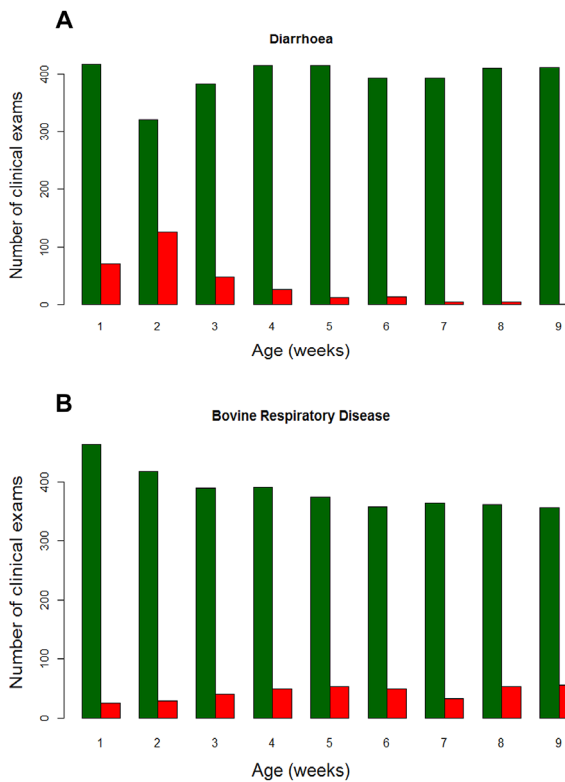 A
Diarrhoea
Number of clinical exams
400
300
200
100
0
1 2 3 4 5 6 7 8 9
Age (weeks)
B
Bovine Respiratory Disease
Number of clinical exams
400
300
200
100
0
1 2 3 4 5 6 7 8 9
Age (weeks)